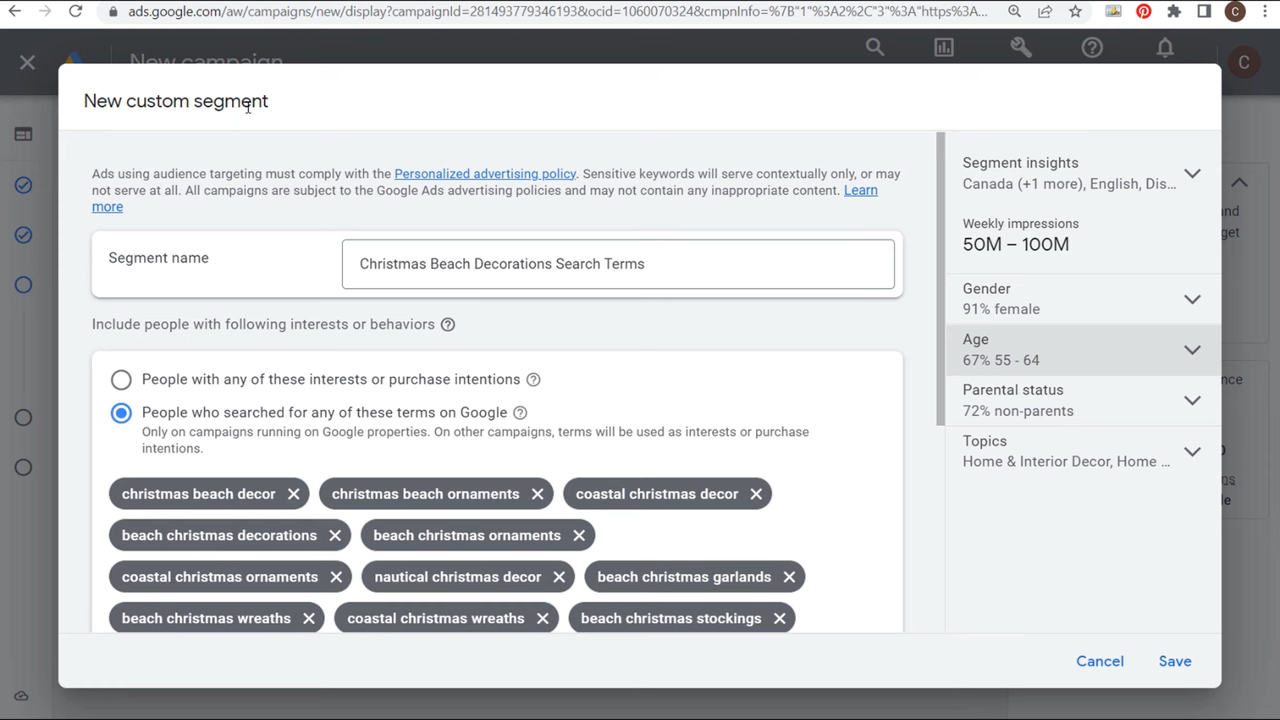 ads.google.com/aw/campaigns/new/display?campaignId=281493779346193&ocid=1060070324&cmpnInfo=%7B"1"%3A2%2C"3"%3A"https%3A...
C
New campaign
C
New custom segment
Ads using audience targeting must comply with the Personalized advertising policy. Sensitive keywords will serve contextually only, or may
not serve at all. All campaigns are subject to the Google Ads advertising policies and may not contain any inappropriate content. Learn
more
Segment name
Christmas Beach Decorations Search Terms
Include people with following interests or behaviors
People with any of these interests or purchase intentions
People who searched for any of these terms on Google
Only on campaigns running on Google properties. On other campaigns, terms will be used as interests or purchase
intentions.
christmas beach decor christmas beach ornaments coastal christmas decor
beach christmas decorations beach christmas ornaments
coastal christmas ornaments nautical christmas decor beach christmas garlands
beach christmas wreaths coastal christmas wreaths beach christmas stockings
Segment insights
Canada (+1 more), English, Dis...
Weekly impressions
50M – 100M
Gender
91% female
Age
67% 55 - 64
Parental status
72% non-parents
Topics
Home & Interior Decor, Home ...
Cancel Save